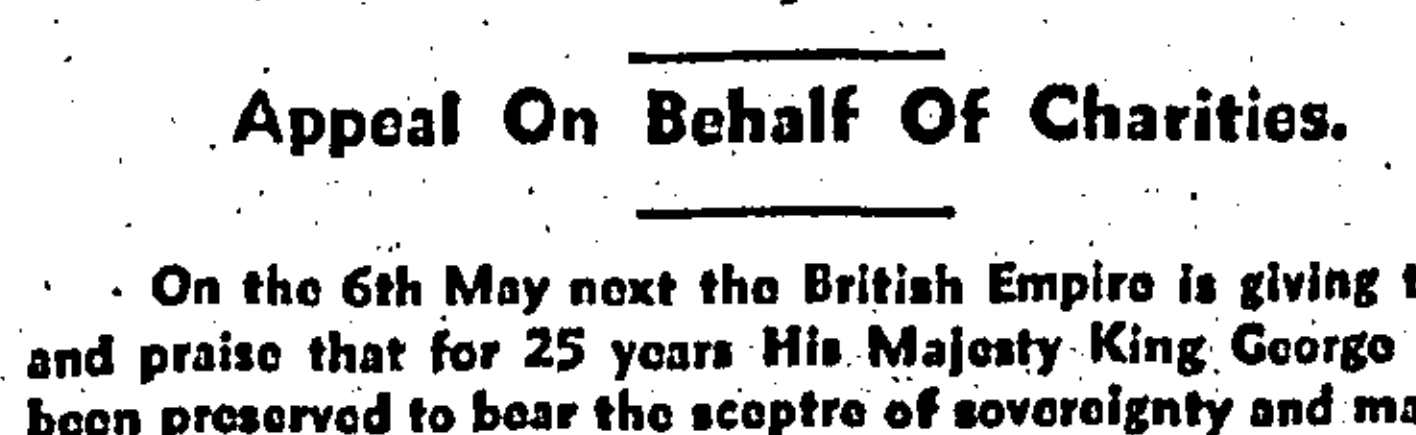 Appeal On Behalf Of Charities.
On the 6th May next the British Empire is giving
and praise that for 25 years His Majesty King George
been preserved to bear the sceptre of sovereignty and